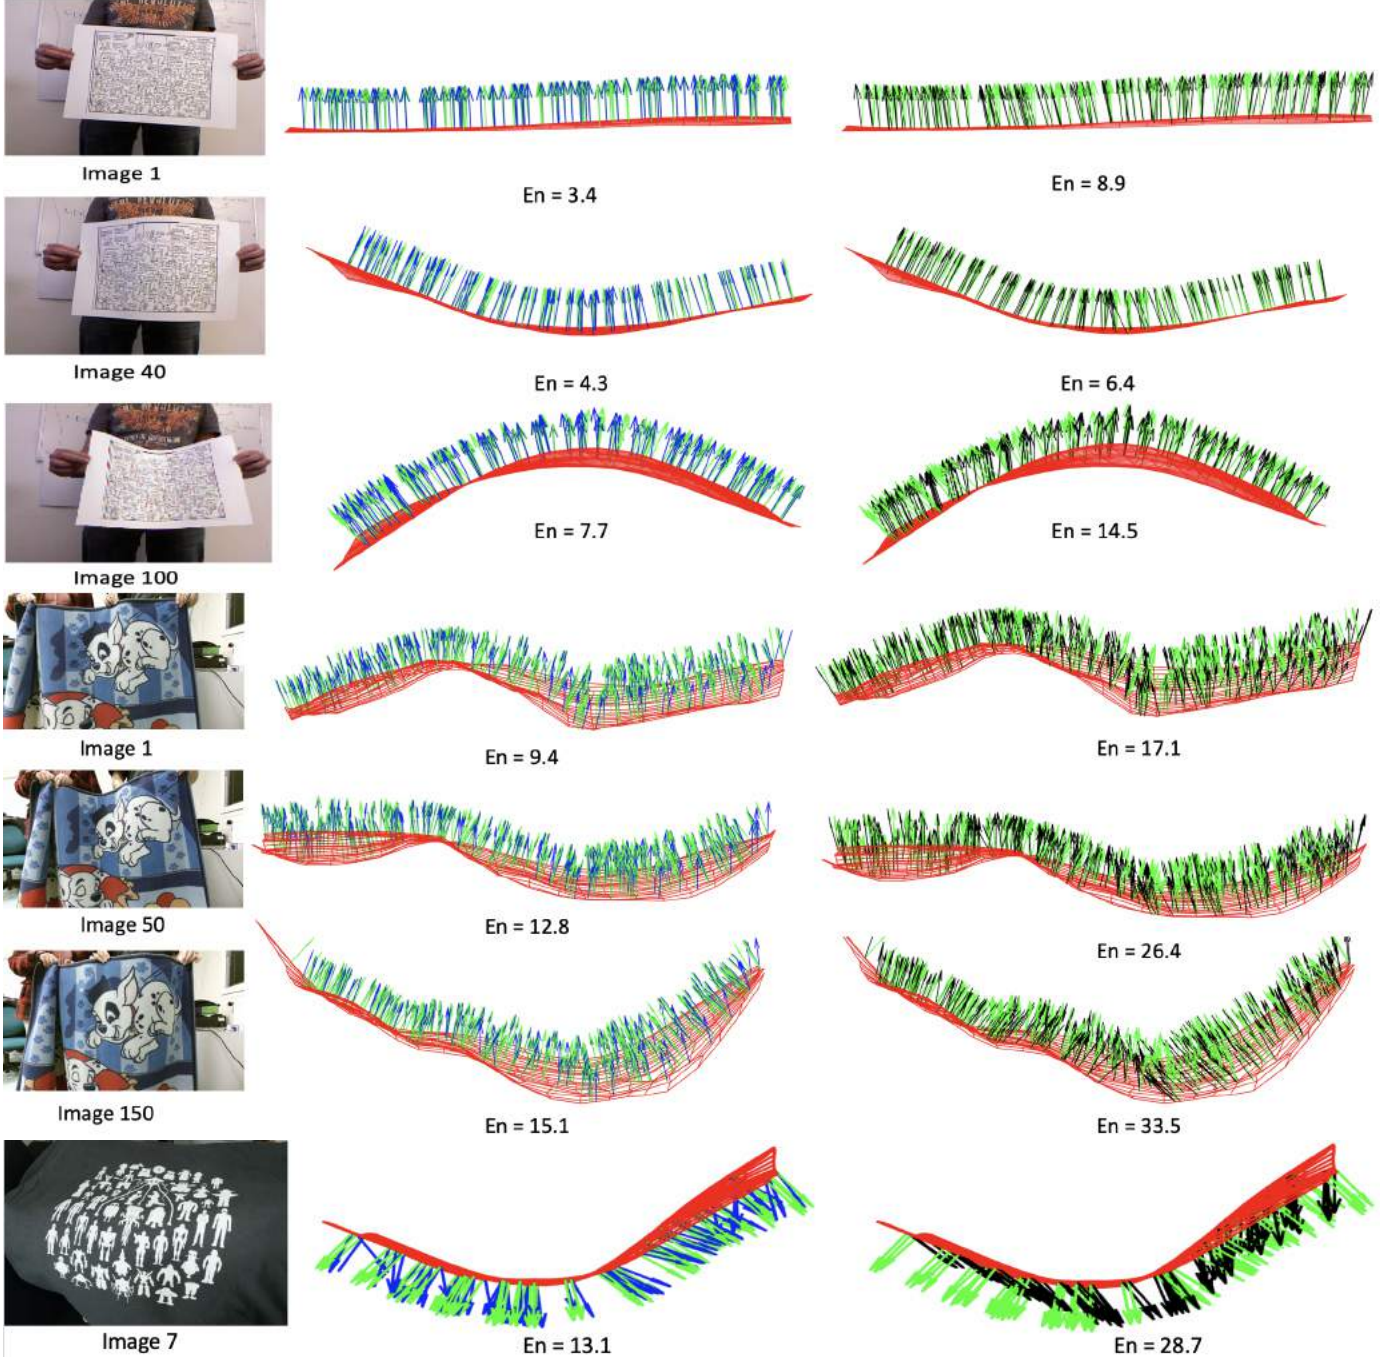 Image 1
En = 3.4
En = 8.9
Image 40
En = 4.3
En = 6.4
Image 100
En = 7.7
En = 14.5
Image 1
En = 9.4
En = 17.1
Image 50
En = 12.8
En = 26.4
Image 150
En = 15.1
En = 33.5
Image 7
En = 13.1
En = 28.7